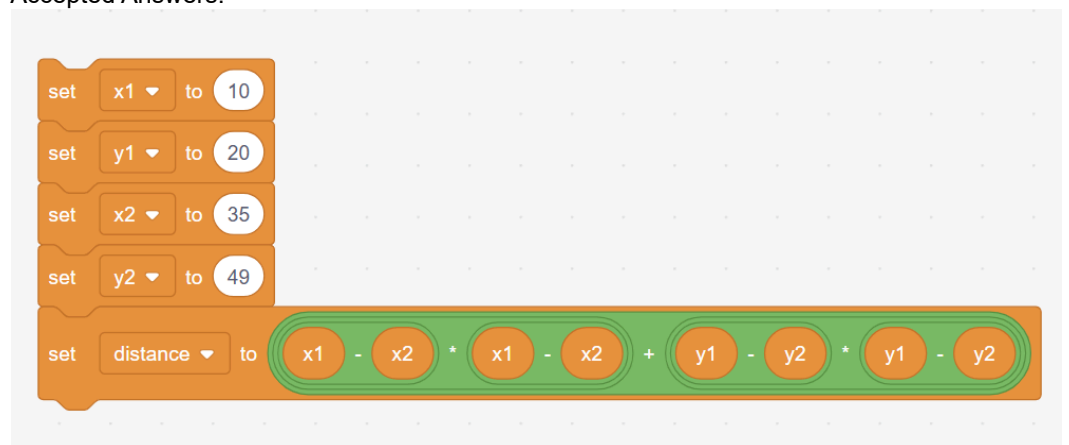 Accepted Answers:
set x1 to 10
set y1 to 20
set x2 to 35
set y2 to 49
set distance to x1 - x2 * x1 - x2 + y1 - y2 * y1 - y2